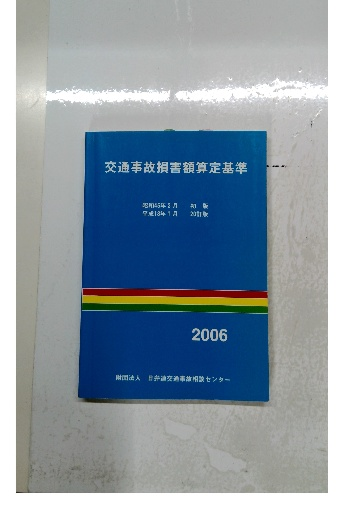 交通事故損害額算定基準
昭和45年2月 初 版
平成18年1月 20訂版
2006
財団法人 日弁連交通事故相談センター